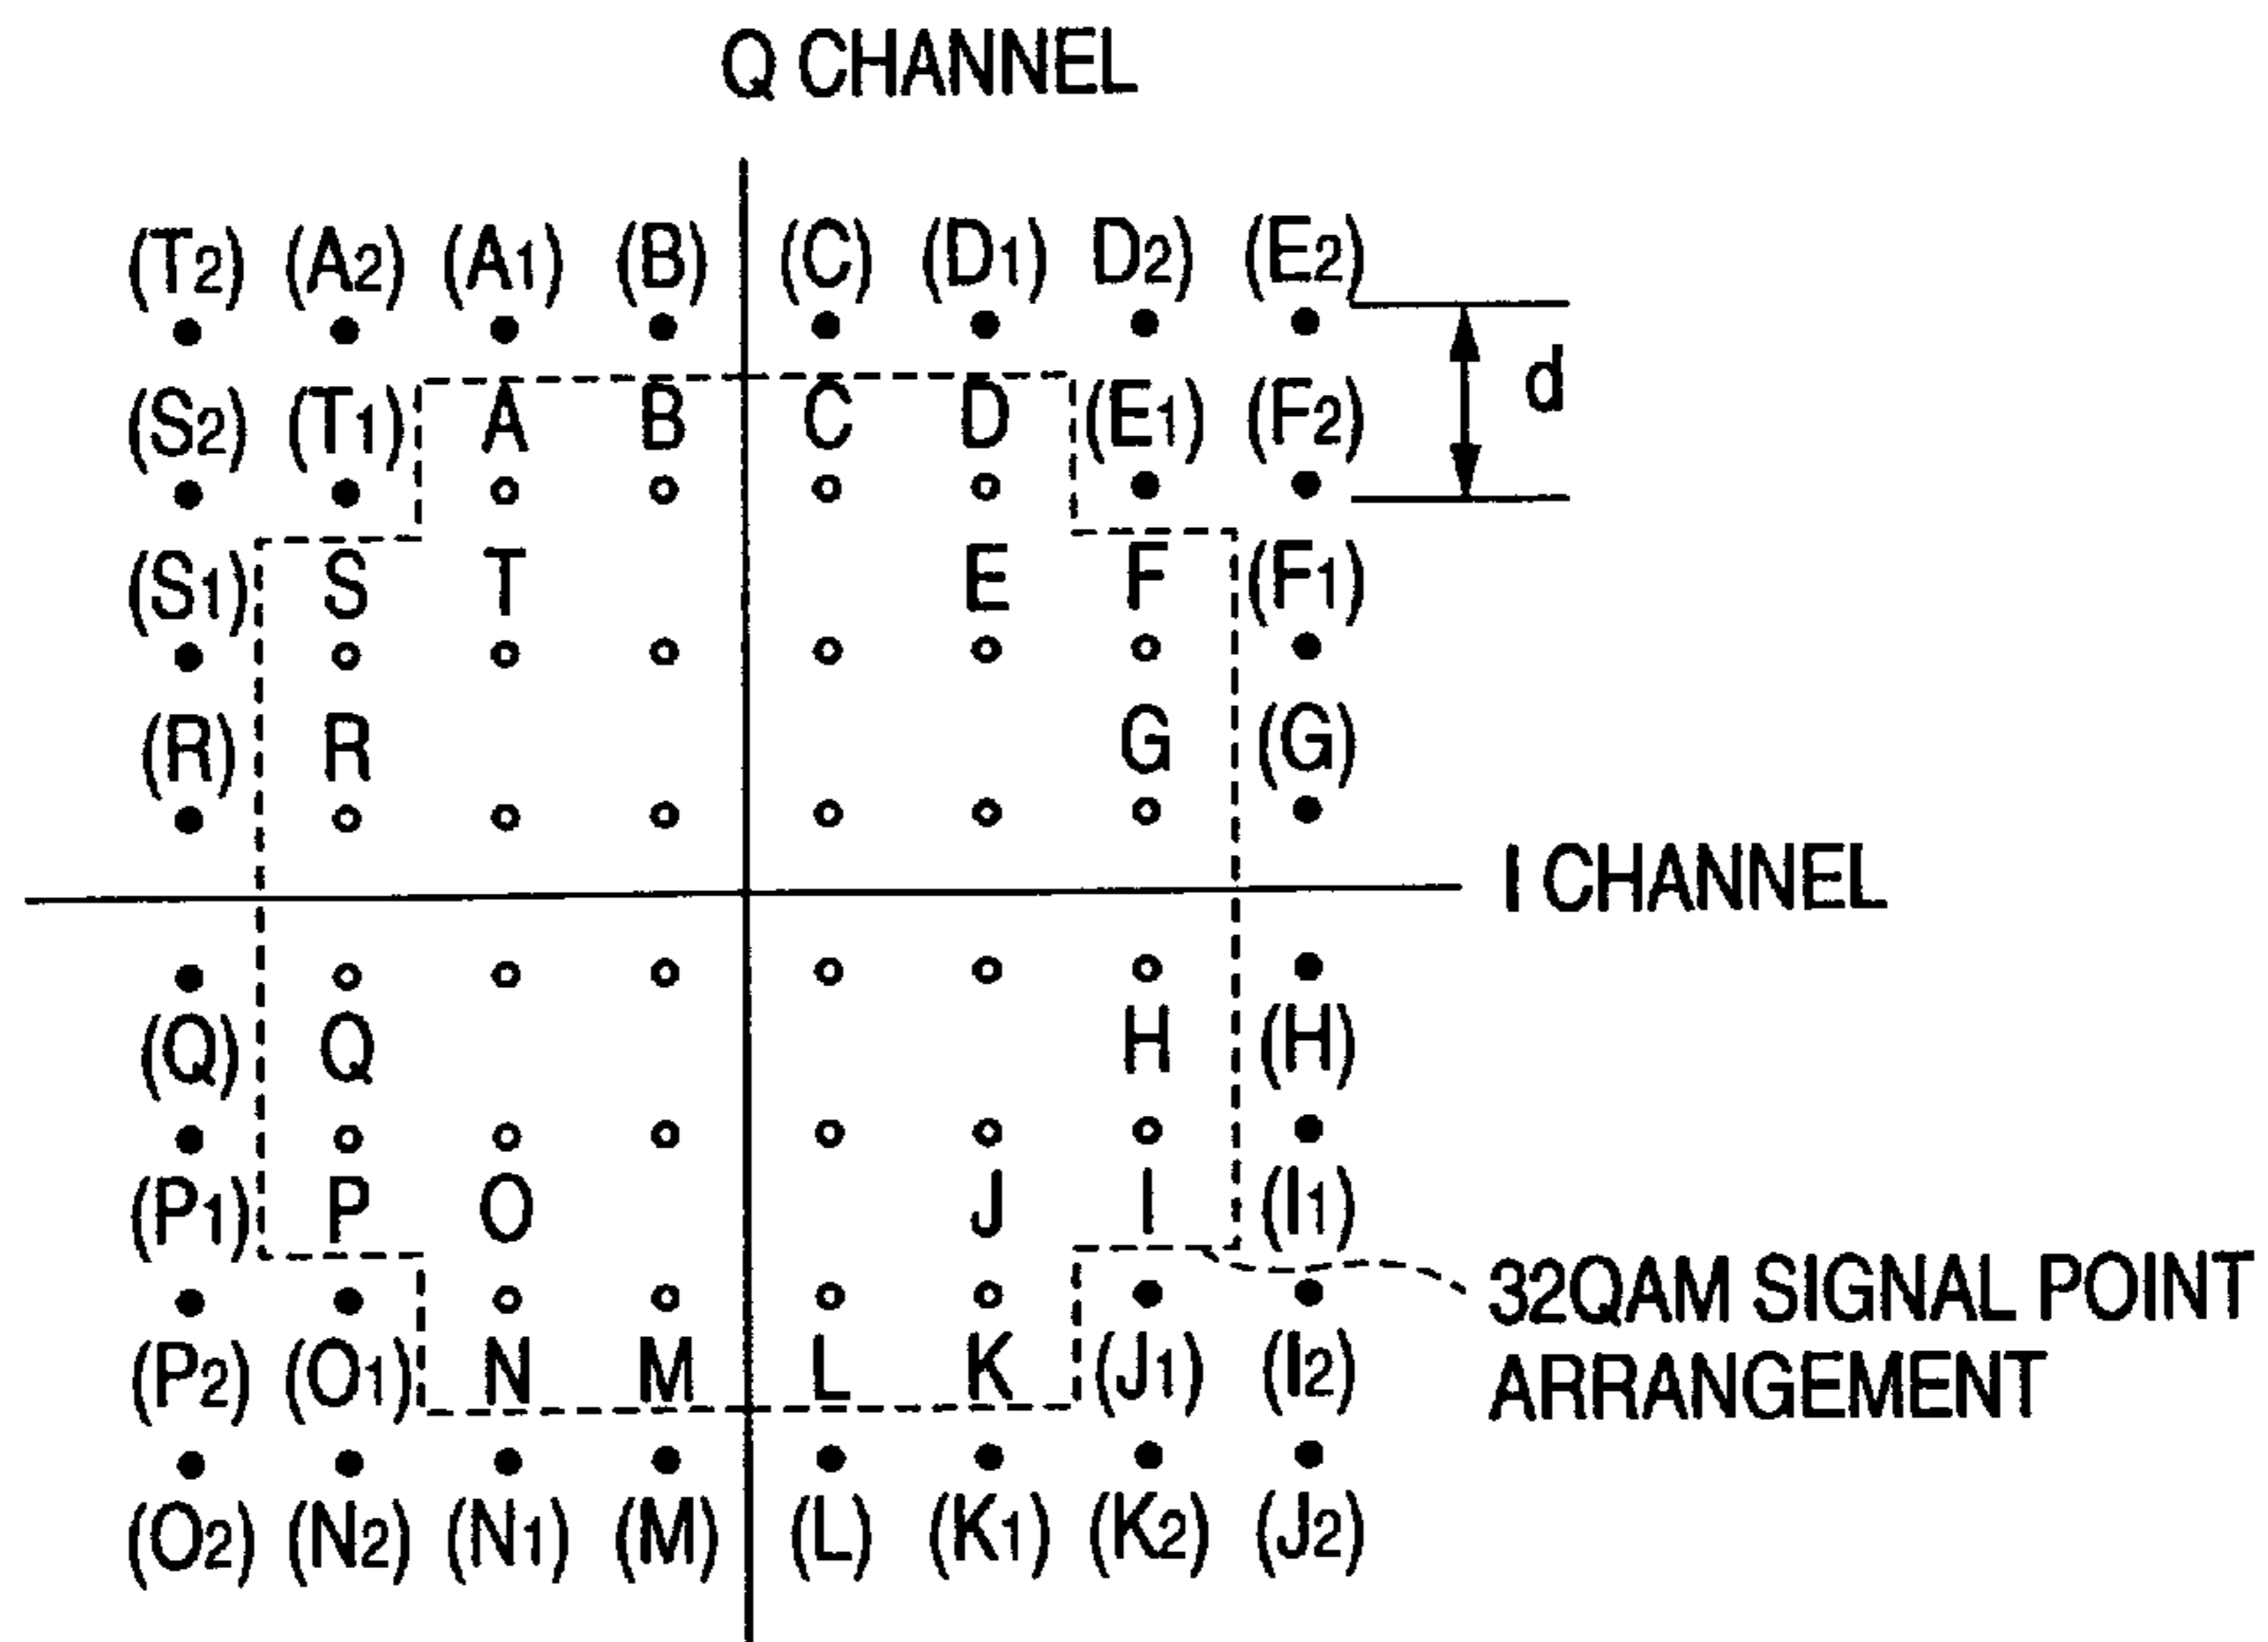 Q CHANNEL
(T2) (A2) (A1) (B) (C) (D1) D2) (E2)
d
(S2) (T1) A B C D (E1) (F2)
(S1) S T E F (F1)
(R) R G (G)
I CHANNEL
(Q) Q H (H)
(P1) P O J I (I1)
32QAM SIGNAL POINT
ARRANGEMENT
(P2) (O1) N M L K (J1) (I2)
(O2) (N2) (N1) (M) (L) (K1) (K2) (J2)